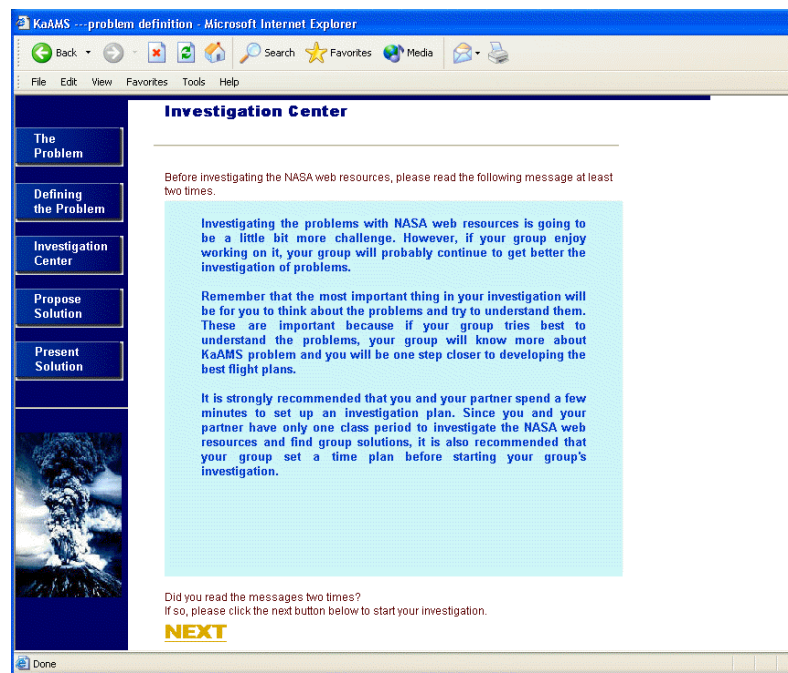 KaAMS ---problem definition - Microsoft Internet Explorer
Back Search Favorites Media
File Edit View Favorites Tools Help
Investigation Center
The
Problem
Defining
the Problem
Investigation
Center
Propose
Solution
Present
Solution
Before investigating the NASA web resources, please read the following message at least
two times.
Investigating the problems with NASA web resources is going to
be a little bit more challenge. However, if your group enjoy
working on it, your group will probably continue to get better the
investigation of problems.
Remember that the most important thing in your investigation will
be for you to think about the problems and try to understand them.
These are important because if your group tries best to
understand the problems, your group will know more about
KaAMS problem and you will be one step closer to developing the
best flight plans.
It is strongly recommended that you and your partner spend a few
minutes to set up an investigation plan. Since you and your
partner have only one class period to investigate the NASA web
resources and find group solutions, it is also recommended that
your group set a time plan before starting your group's
investigation.
Did you read the messages two times?
If so, please click the next button below to start your investigation.
NEXT
Done